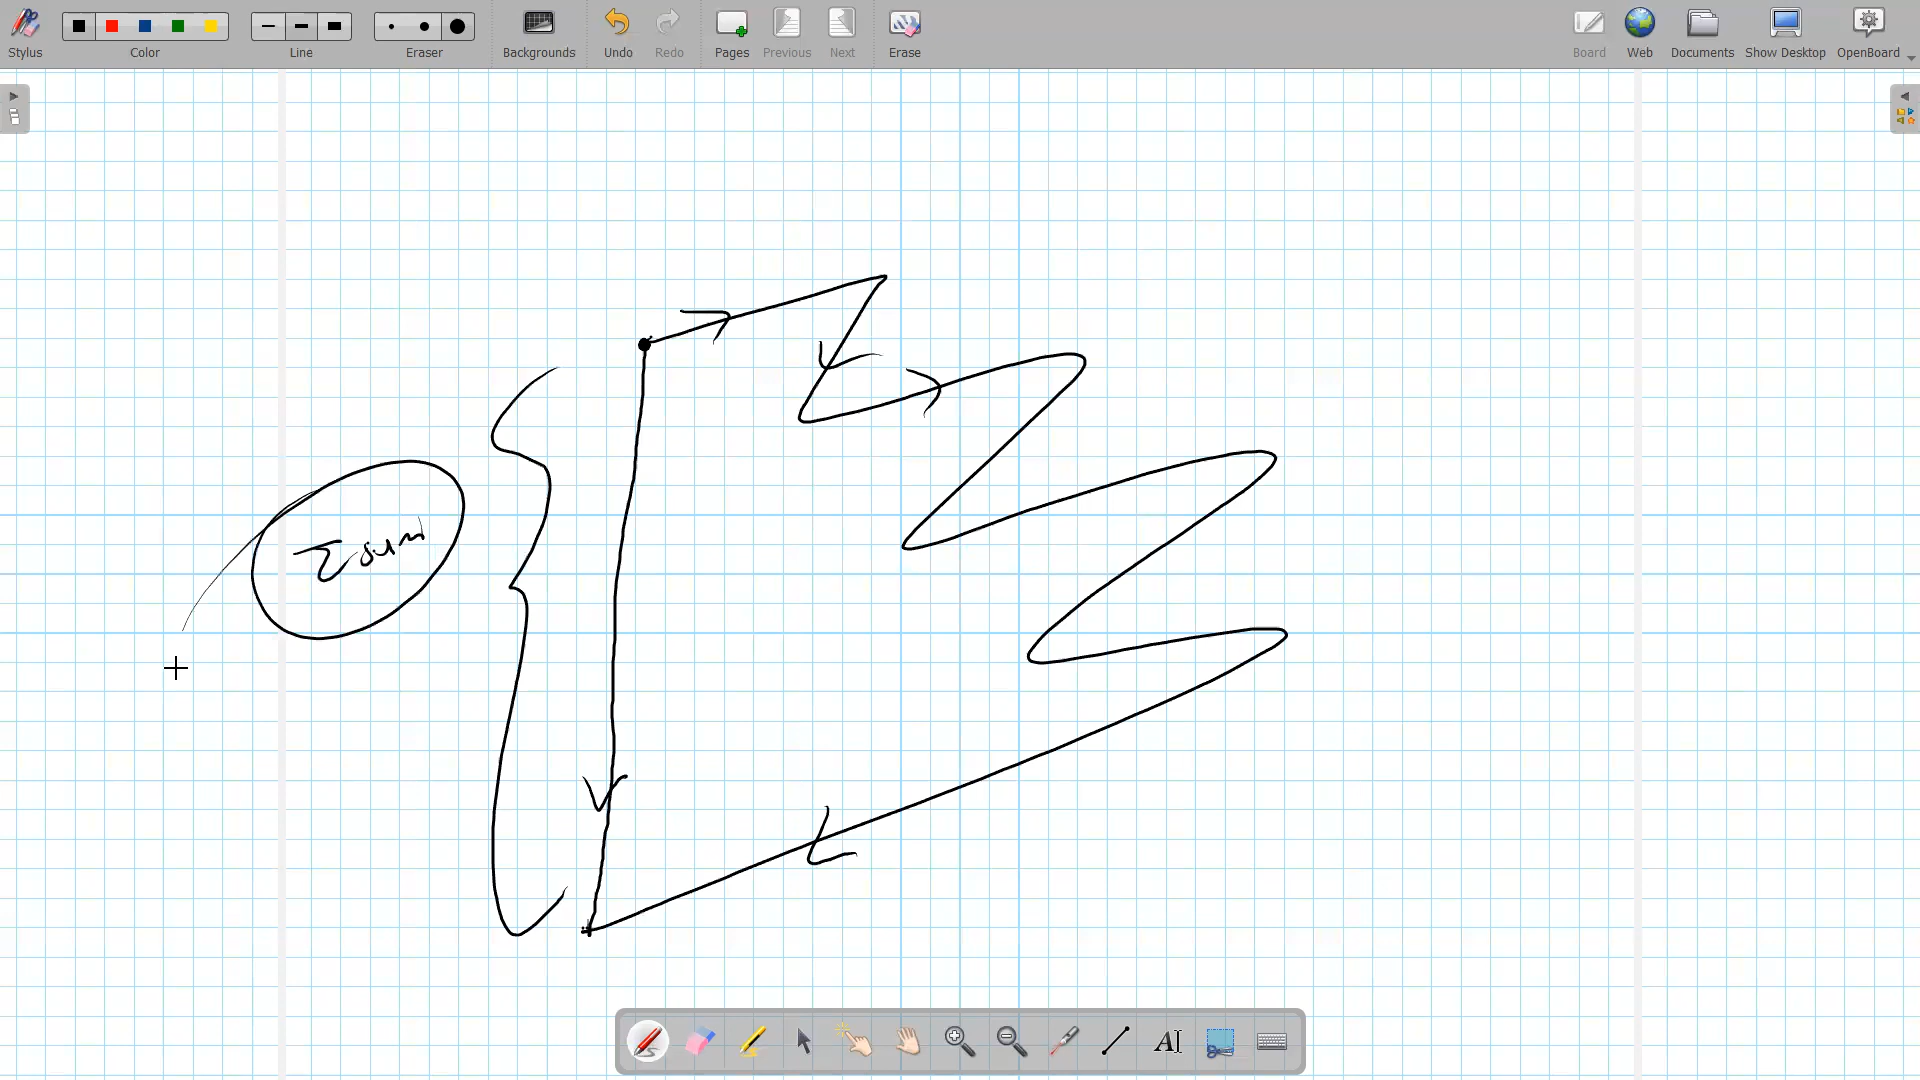 Stylus
Color
Line
Eraser
Backgrounds
Undo
Redo
Pages
Previous
Next
Erase
Board
Web
Documents
Show Desktop
OpenBoard
Σ sum
A